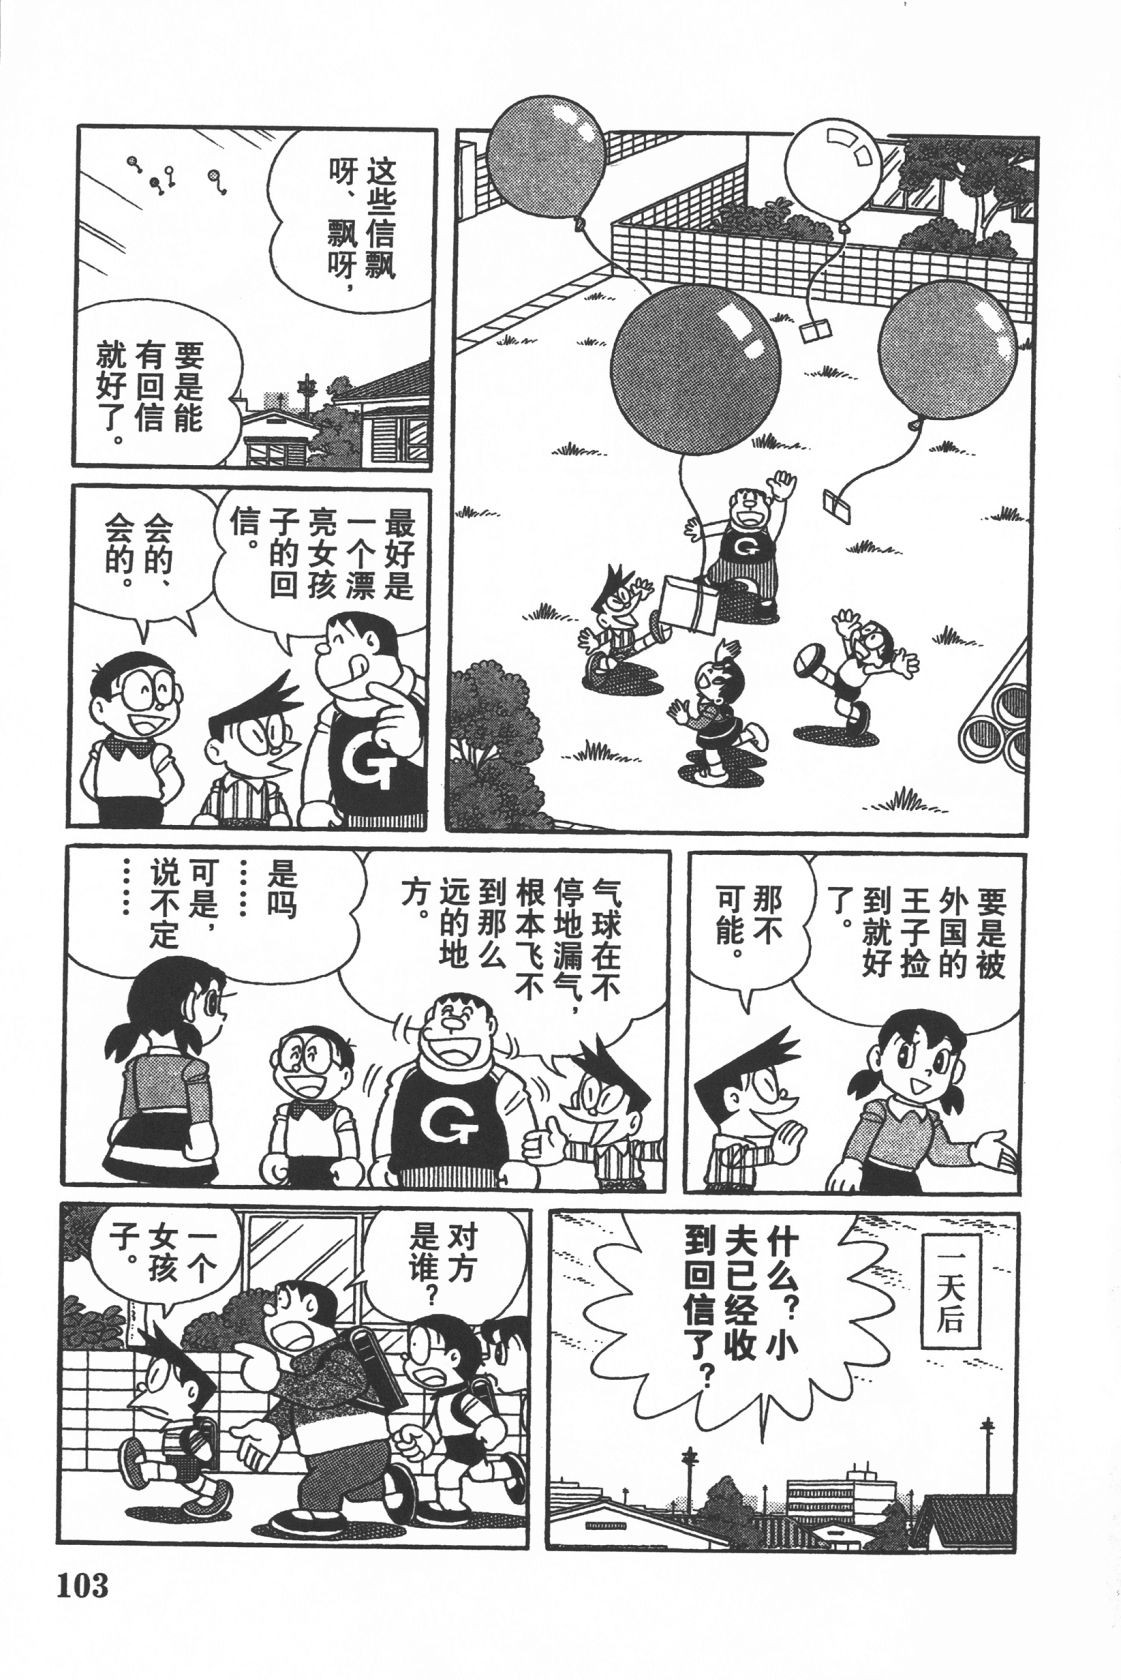 这些信飘
呀、飘呀，
要是能
有回信
就好了。
G
最好是
一个漂
亮女孩
子的回
信。
会的、
会的。
G
要是被
外国的
王子捡
到就好
了。
那不
可能。
气球在不
停地漏气，
根本飞不
到那么
远的地
方。
是吗
……
可是，
说不定
……
G
一天后
什么？小
夫已经收
到回信了？
对方
是谁？
一个
女孩
子。
103